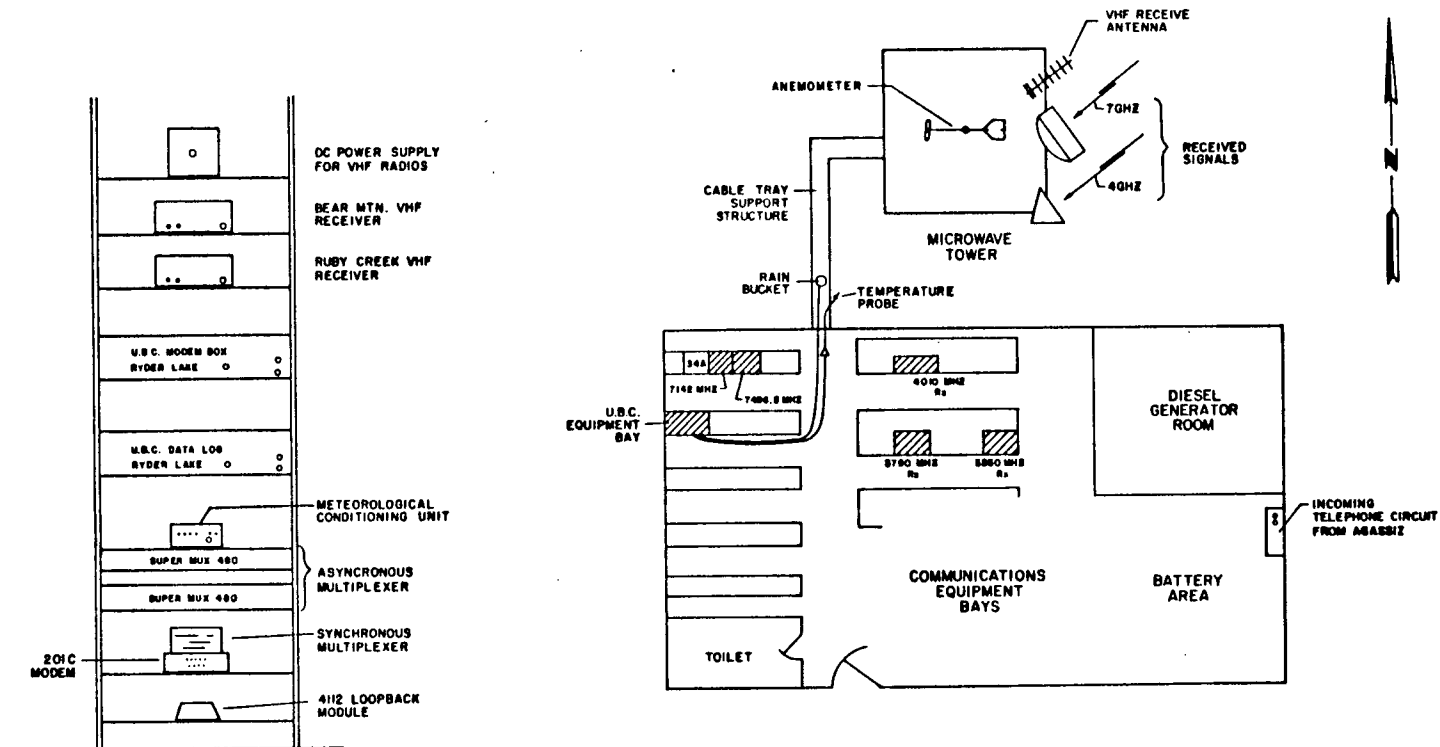 DC POWER SUPPLY
FOR VHF RADIOS
BEAR MTN. VHF
RECEIVER
RUBY CREEK VHF
RECEIVER
U.B.C. MODEM BOX
RYDER LAKE
U.B.C. DATA LOG
RYDER LAKE
METEOROLOGICAL
CONDITIONING UNIT
SUPER MUX 480
SUPER MUX 480
ASYNCRONOUS
MULTIPLEXER
SYNCHRONOUS
MULTIPLEXER
201C
MODEM
4112 LOOPBACK
MODULE
VHF RECEIVE
ANTENNA
ANEMOMETER
7GHZ
RECEIVED
SIGNALS
4GHZ
N
CABLE TRAY
SUPPORT
STRUCTURE
MICROWAVE
TOWER
RAIN
BUCKET
TEMPERATURE
PROBE
34A
7142 MHZ
7496.5 MHZ
4010 MHZ
Rx
U.B.C.
EQUIPMENT
BAY
3790 MHZ
Rx
Rx
DIESEL
GENERATOR
ROOM
INCOMING
TELEPHONE CIRCUIT
FROM AGASSIZ
COMMUNICATIONS
EQUIPMENT
BAYS
BATTERY
AREA
TOILET